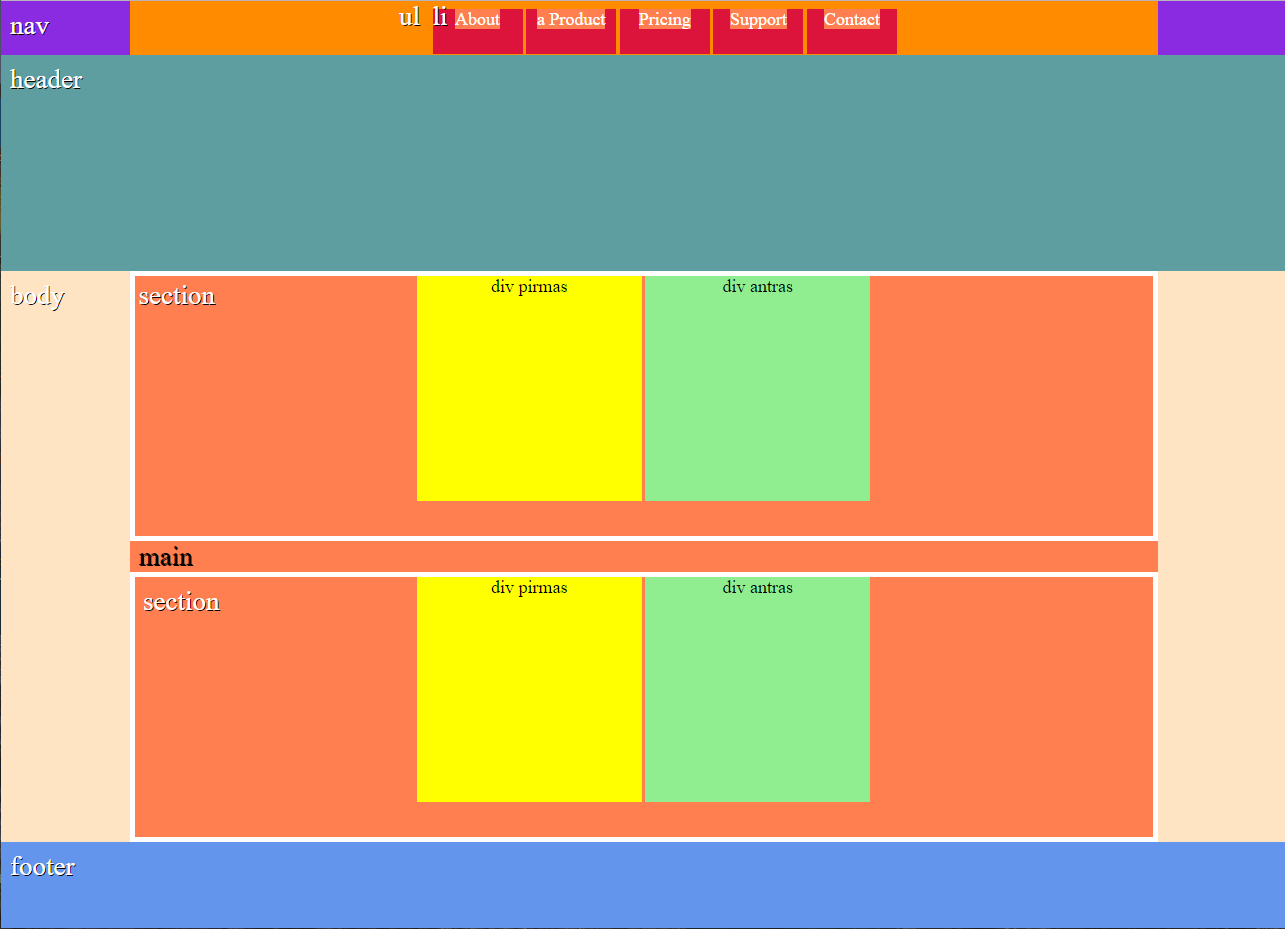 nav ul li About a Product Pricing Support Contact
header
body section div pirmas div antras
main
section div pirmas div antras
footer